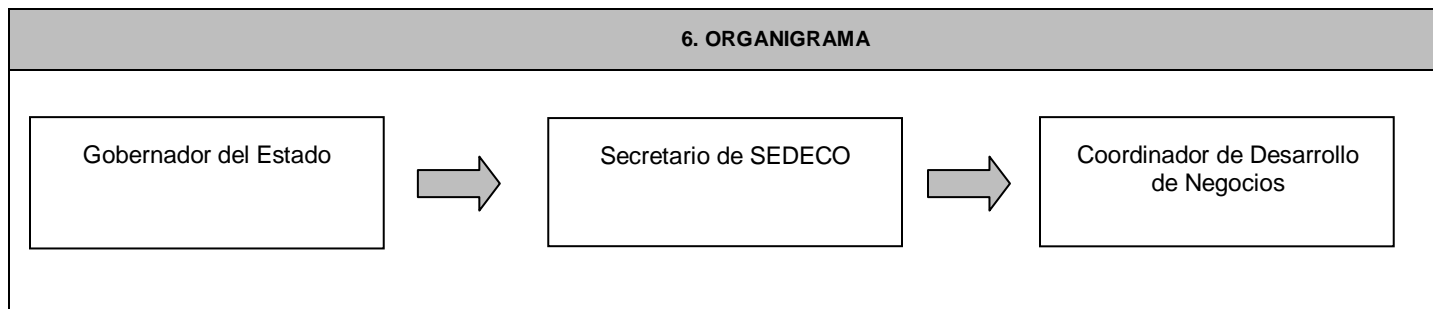 6. ORGANIGRAMA
Gobernador del Estado
Secretario de SEDECO
Coordinador de Desarrollo
de Negocios